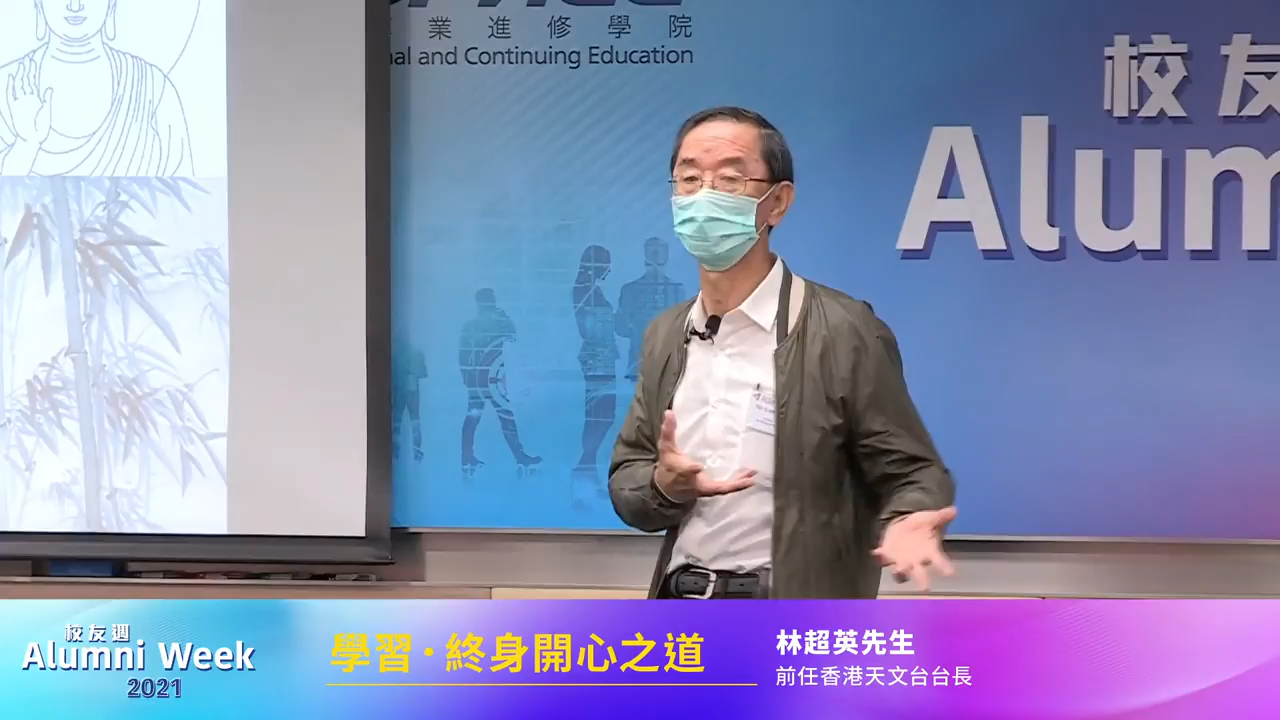 業進修學院
and Continuing Education
校友
Alum
校友週
Alumni Week
2021
學習·終身開心之道
林超英先生
前任香港天文台台長